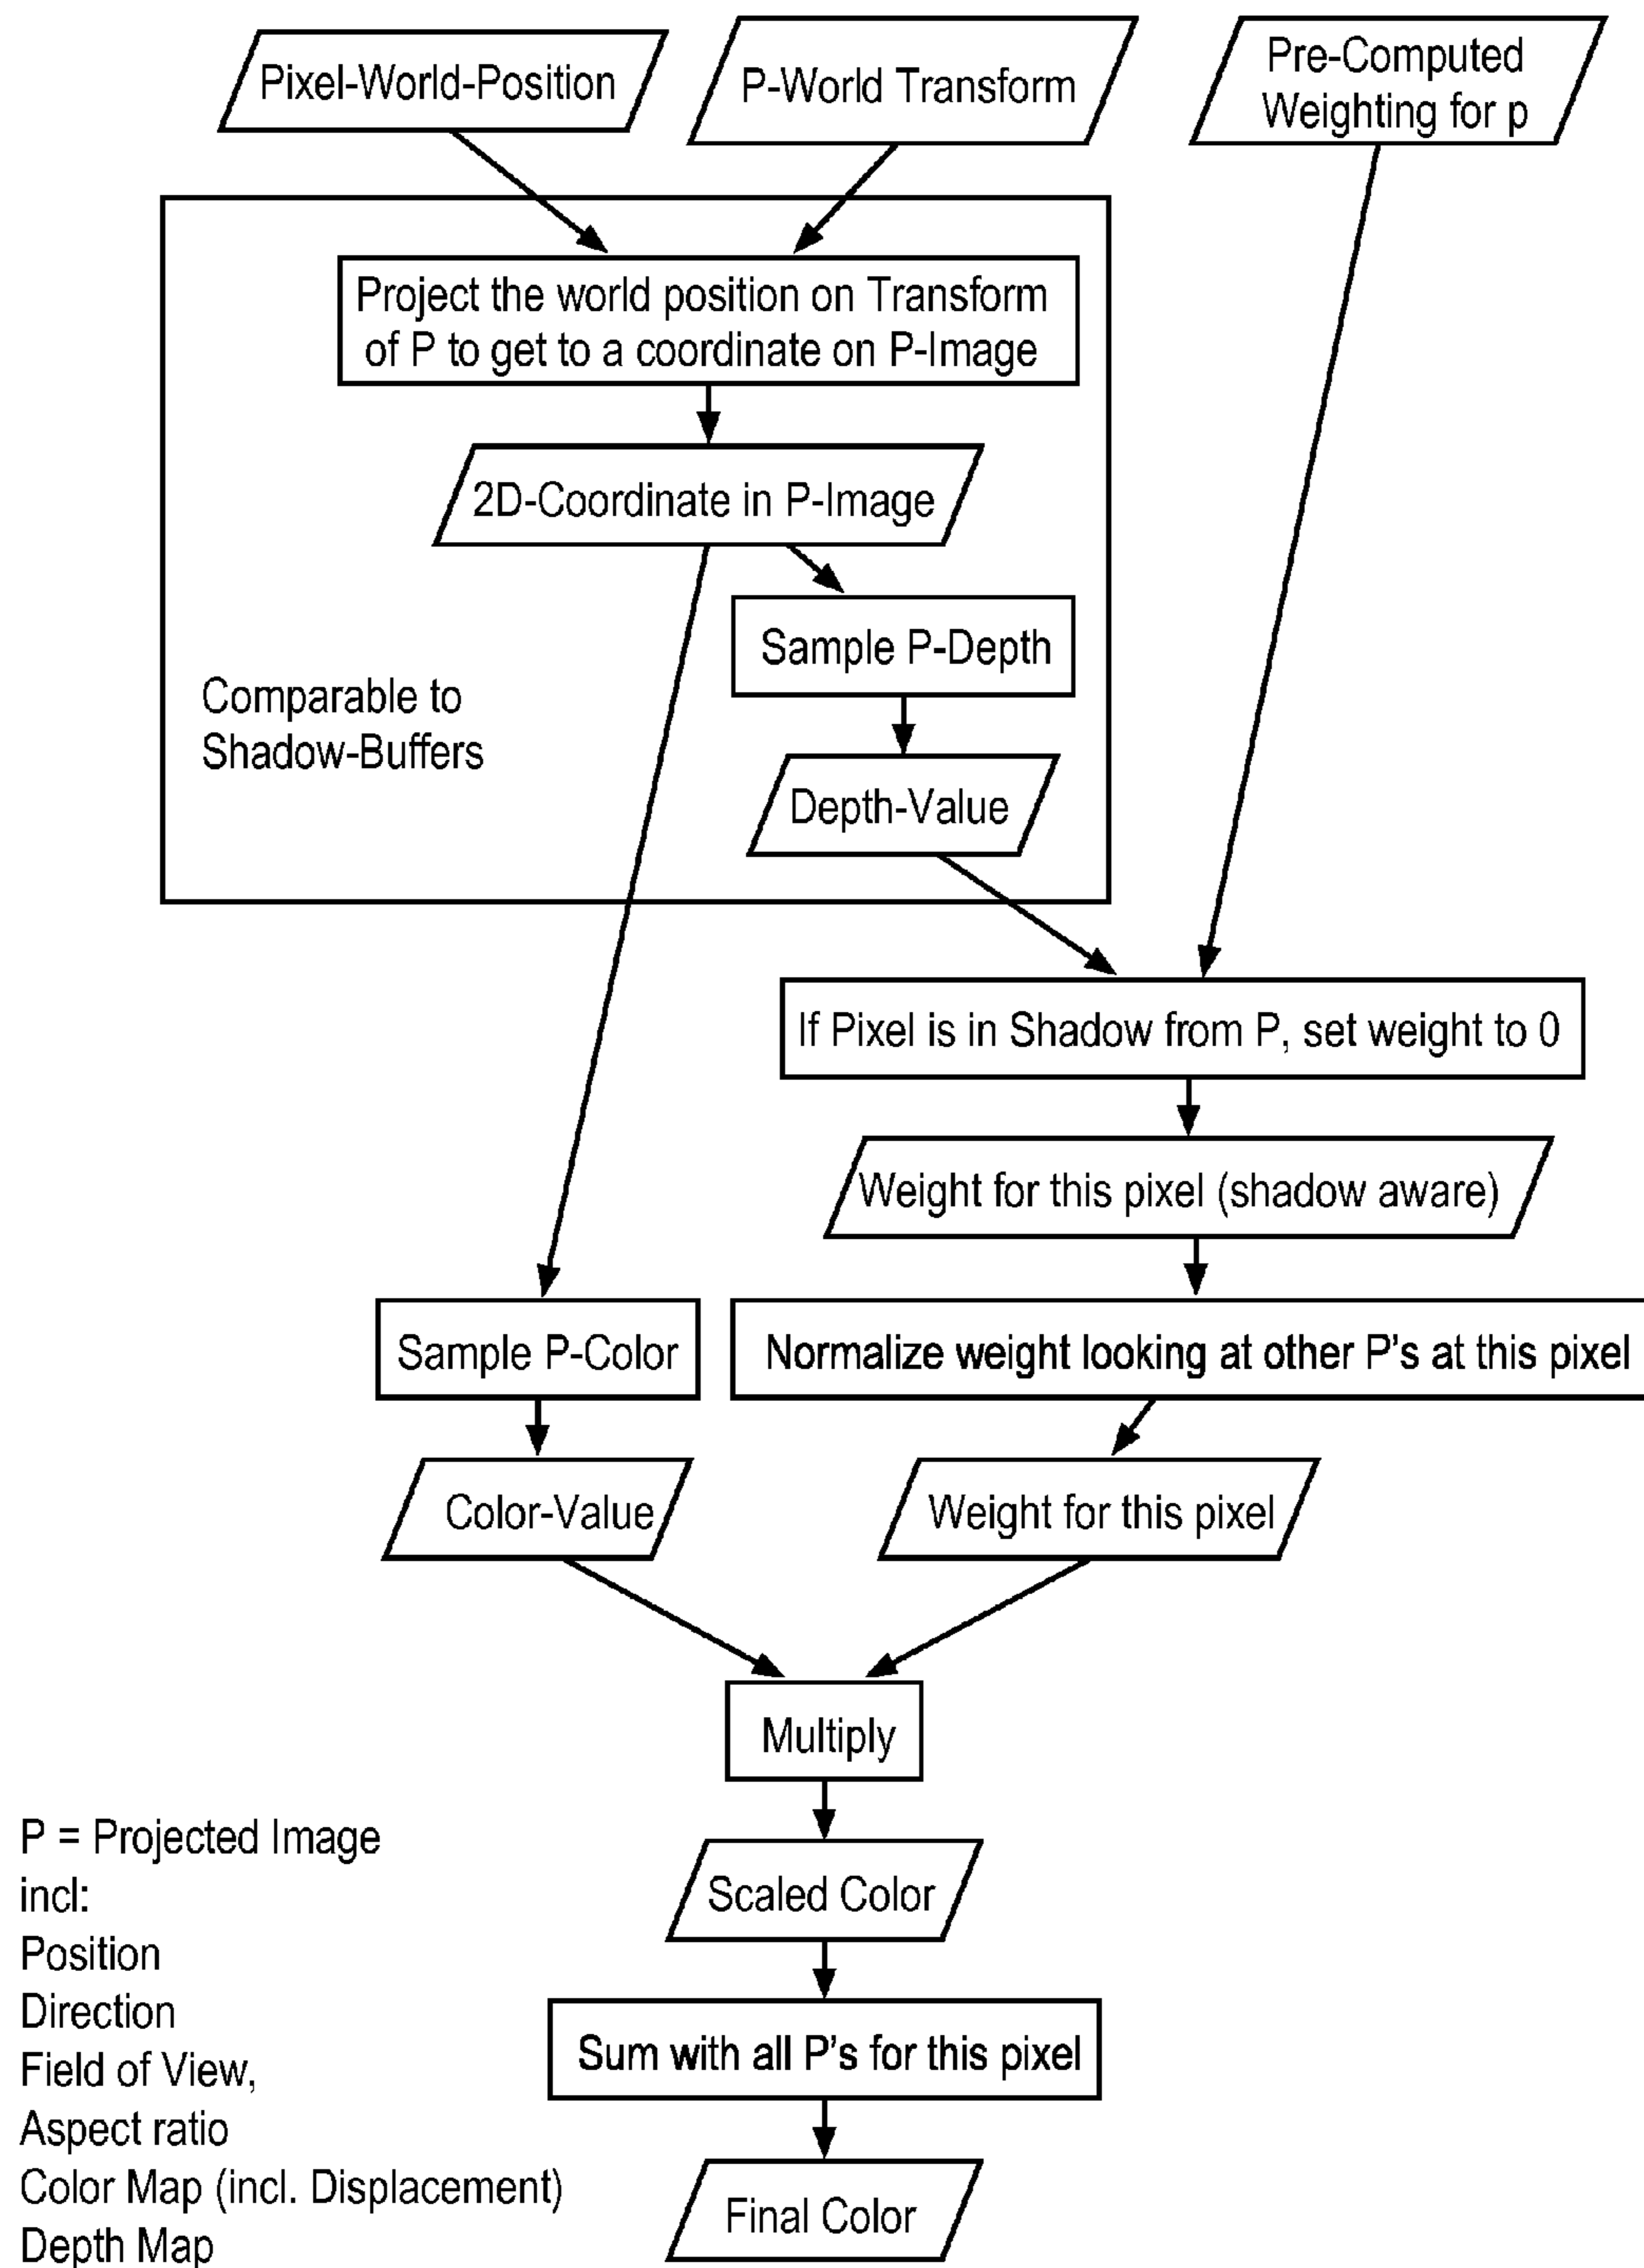 Pixel-World-Position
P-World Transform
Pre-Computed
Weighting for p
Project the world position on Transform
of P to get to a coordinate on P-Image
2D-Coordinate in P-Image
Sample P-Depth
Comparable to
Shadow-Buffers
Depth-Value
If Pixel is in Shadow from P, set weight to 0
Weight for this pixel (shadow aware)
Sample P-Color
Normalize weight looking at other P's at this pixel
Color-Value
Weight for this pixel
Multiply
Scaled Color
Sum with all P's for this pixel
Final Color
P = Projected Image
incl:
Position
Direction
Field of View,
Aspect ratio
Color Map (incl. Displacement)
Depth Map